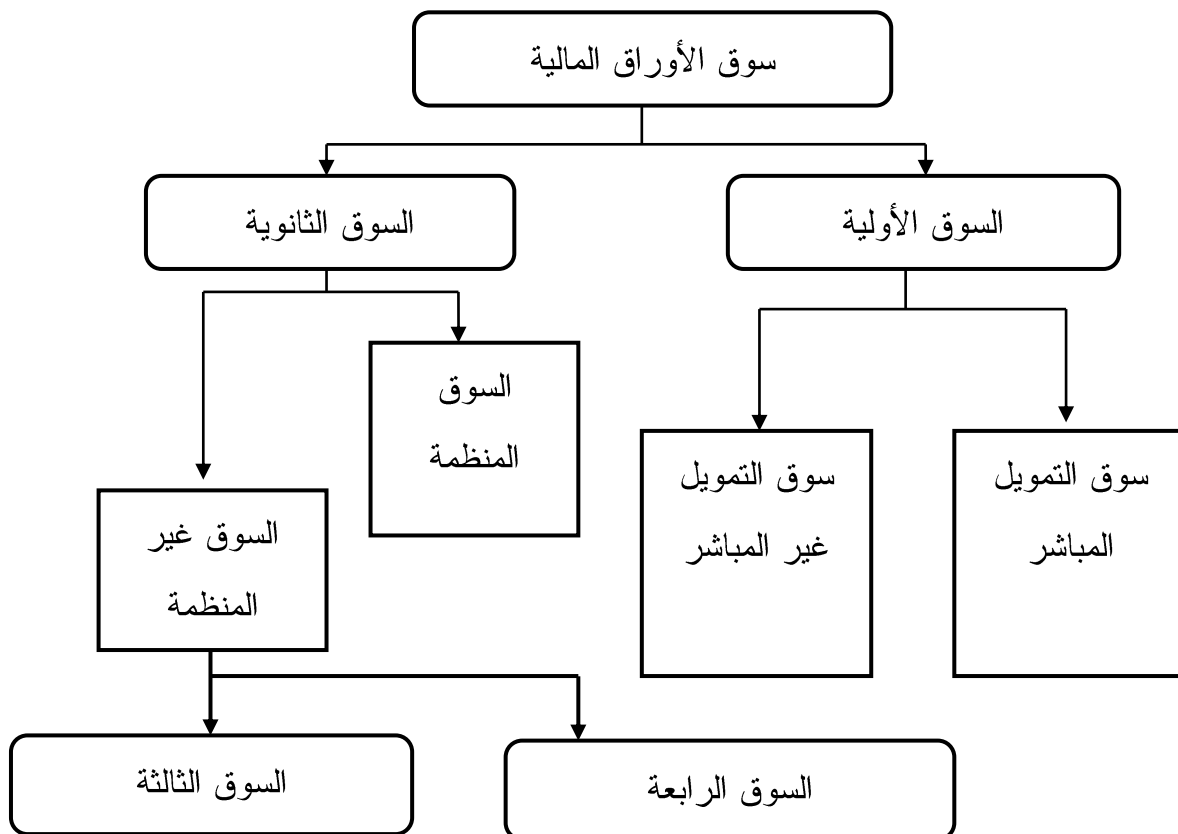 سوق الأوراق المالية
السوق الأولية
السوق الثانوية
السوق
المنظمة
سوق التمويل
المباشر
سوق التمويل
غير المباشر
السوق غير
المنظمة
السوق الرابعة
السوق الثالثة